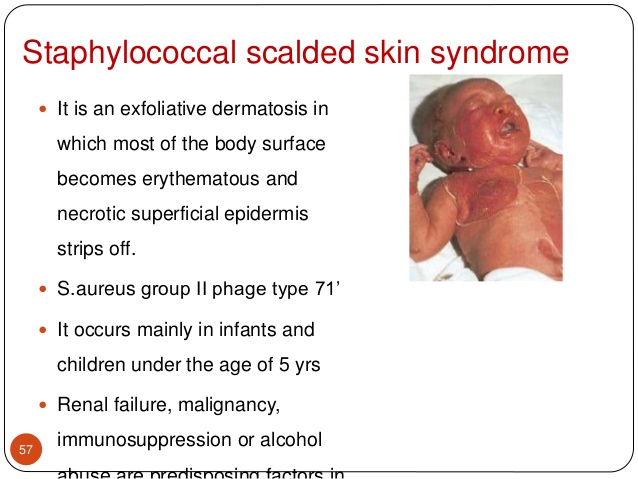 Staphylococcal scalded skin syndrome
• It is an exfoliative dermatosis in
which most of the body surface
becomes erythematous and
necrotic superficial epidermis
strips off.
• S.aureus group II phage type 71’
• It occurs mainly in infants and
children under the age of 5 yrs
• Renal failure, malignancy,
immunosuppression or alcohol
abuse are predisposing factors in
57